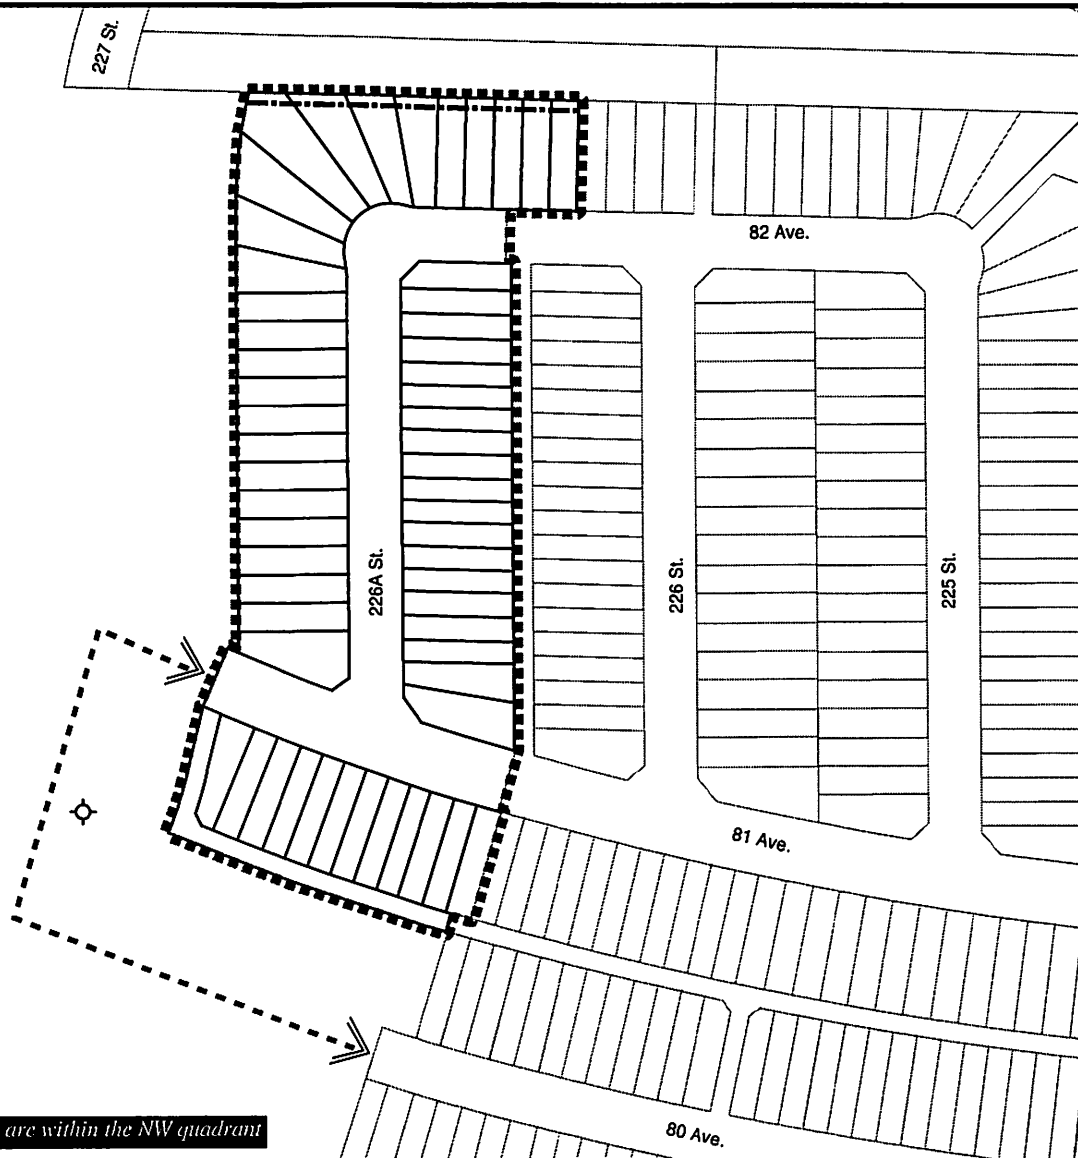 227 St.
82 Ave.
226A St.
226 St.
225 St.
81 Ave.
80 Ave.
are within the NW quadrant